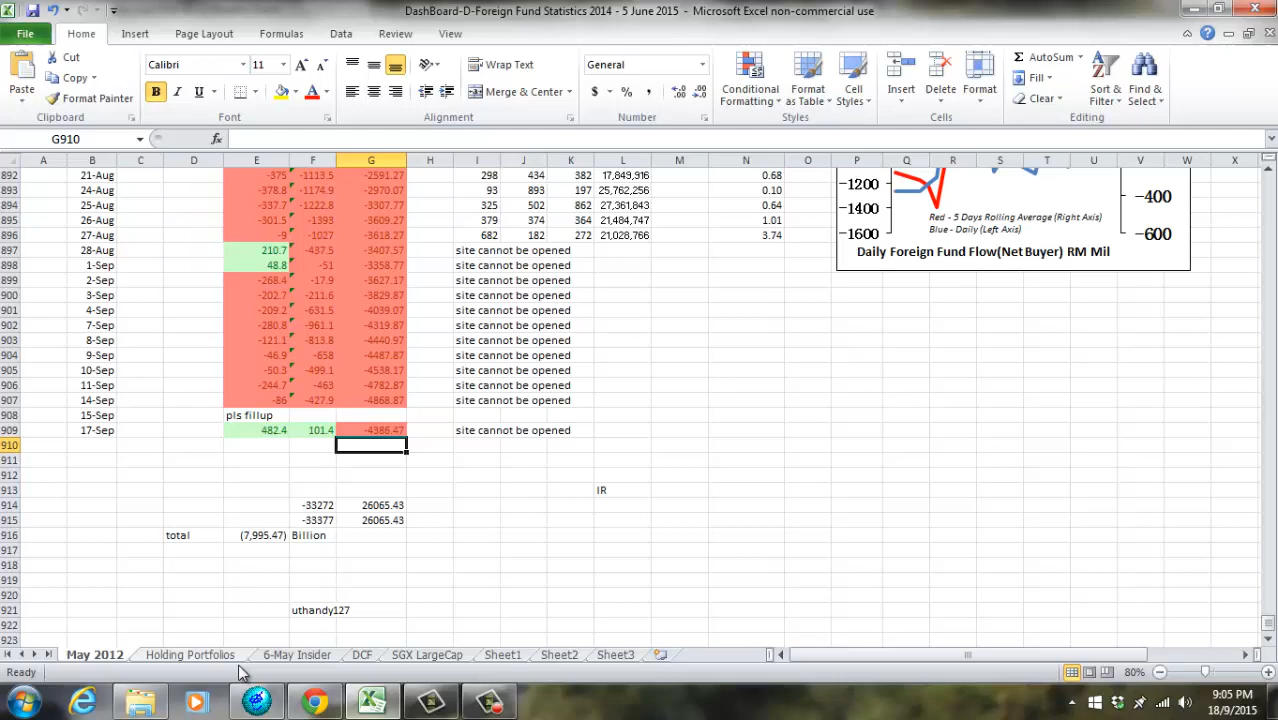 DashBoard-D-Foreign Fund Statistics 2014 - 5 June 2015 - Microsoft Excel non-commercial use
File Home Insert Page Layout Formulas Data Review View
Paste Cut Copy Format Painter Clipboard
Calibri 11 B I U A A A Font
Wrap Text Merge & Center Alignment
General $ % , Number
Conditional Formatting Format as Table Cell Styles Styles
Insert Delete Format Cells
AutoSum Fill Clear Sort & Filter Find & Select Editing
G910 fx
A B C D E F G H I J K L M N O P Q R S T U V W X
892 21-Aug -375 -1113.5 -2591.27 298 434 382 17,843,916 0.68
893 24-Aug -378.8 -1174.9 -2970.07 93 893 197 25,762,256 0.10
894 25-Aug -337.7 -1222.8 -3307.77 325 502 862 27,361,843 0.64
895 26-Aug -301.5 -1393 -3609.27 379 374 364 21,484,747 1.01
896 27-Aug -9 -1027 -3618.27 682 182 272 21,028,766 3.74
897 28-Aug 210.7 -437.5 -3407.57 site cannot be opened
898 1-Sep 48.8 -51 -3358.77 site cannot be opened
899 2-Sep -268.4 -17.9 -3627.17 site cannot be opened
900 3-Sep -202.7 -211.6 -3829.87 site cannot be opened
901 4-Sep -209.2 -631.5 -4039.07 site cannot be opened
902 7-Sep -280.8 -961.1 -4319.87 site cannot be opened
903 8-Sep -121.1 -813.8 -4440.97 site cannot be opened
904 9-Sep -46.9 -658 -4487.87 site cannot be opened
905 10-Sep -50.3 -499.1 -4538.17 site cannot be opened
906 11-Sep -244.7 -463 -4782.87 site cannot be opened
907 14-Sep -86 -427.9 -4868.87 site cannot be opened
908 15-Sep pls fillup
909 17-Sep 482.4 101.4 -4386.47 site cannot be opened
910
911
912
913 IR
914 -33272 26065.43
915 -33377 26065.43
916 total (7,995.47) Billion
917
918
919
920
921 uthandy127
922
923
-1200
-1400
-1600
-400
-600
Red - 5 Days Rolling Average (Right Axis)
Blue - Daily (Left Axis)
Daily Foreign Fund Flow(Net Buyer) RM Mil
May 2012 Holding Portfolios 6-May Insider DCF SGX LargeCap Sheet1 Sheet2 Sheet3
Ready 80%
9:05 PM
18/9/2015